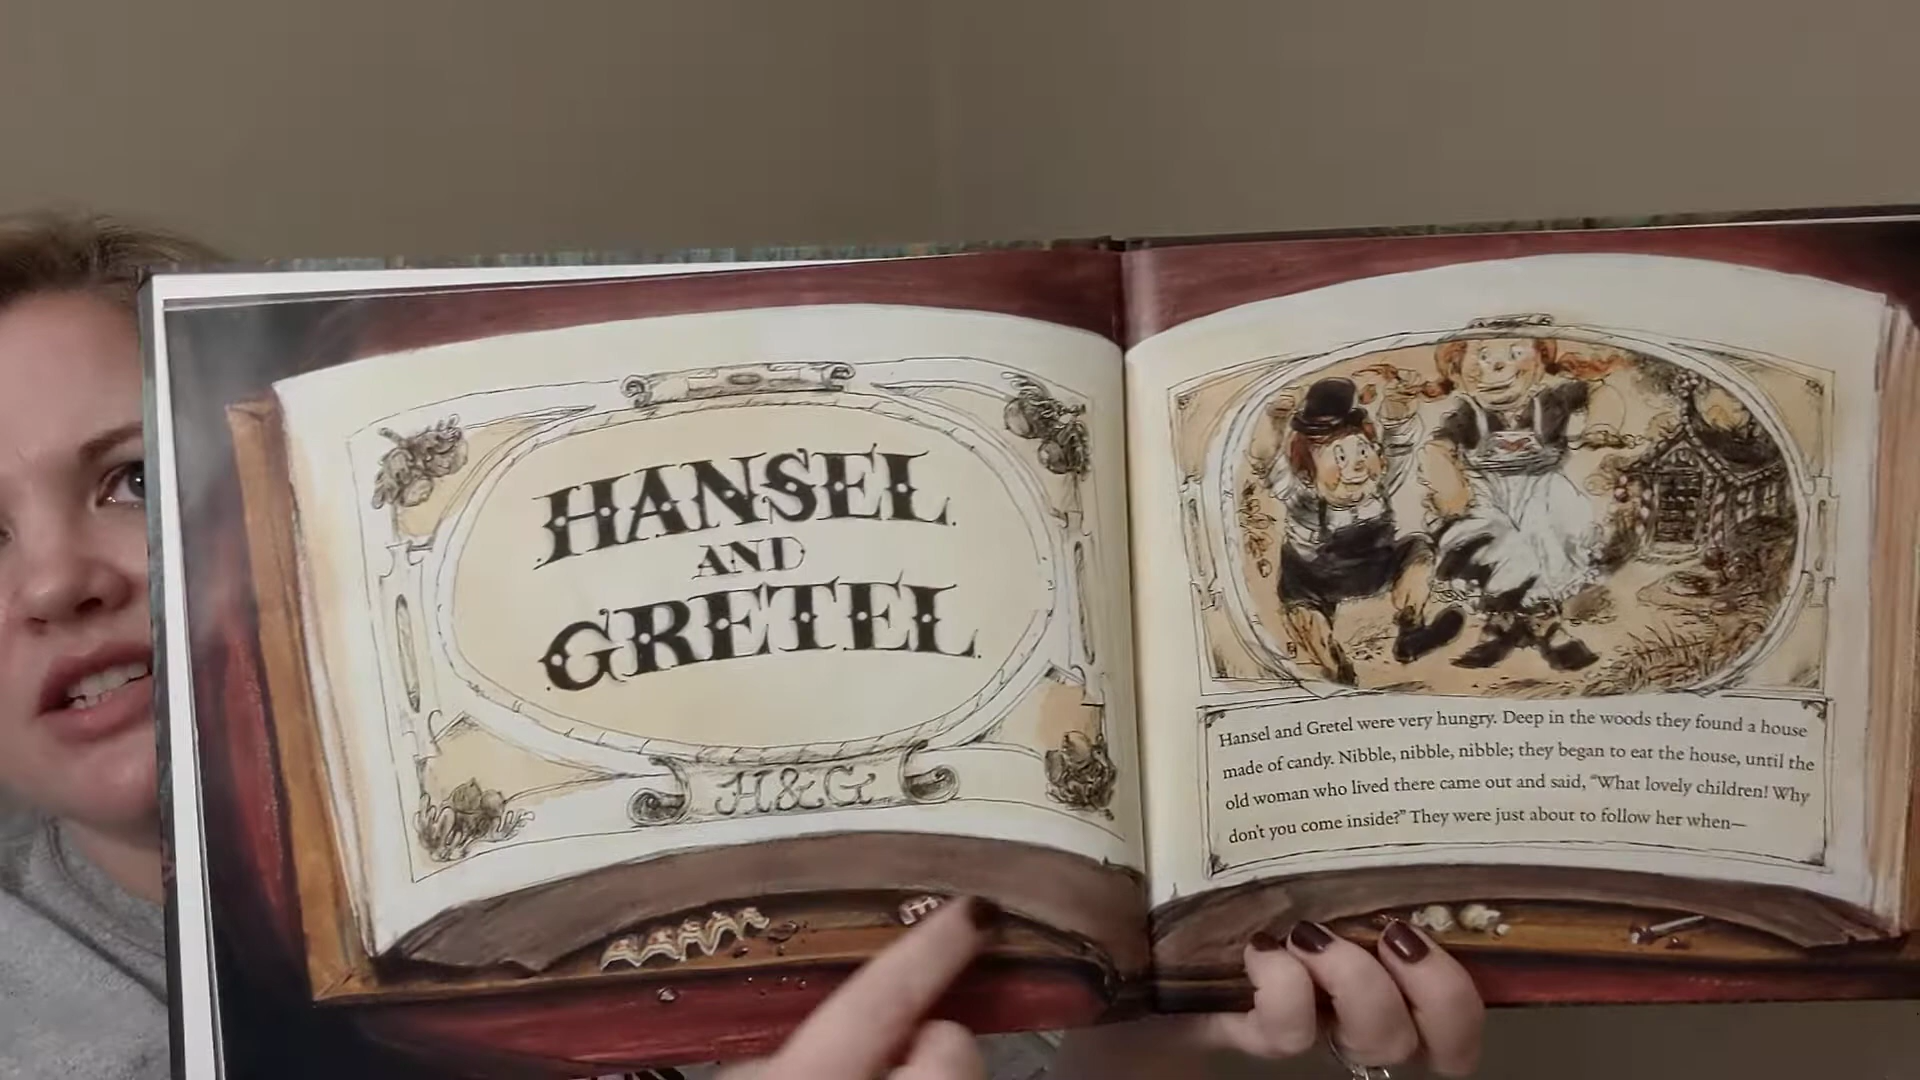 HANSEL
AND
GRETEL
H&G
Hansel and Gretel were very hungry. Deep in the woods they found a house
made of candy. Nibble, nibble, nibble; they began to eat the house, until the
old woman who lived there came out and said, “What lovely children! Why
don’t you come inside?” They were just about to follow her when—